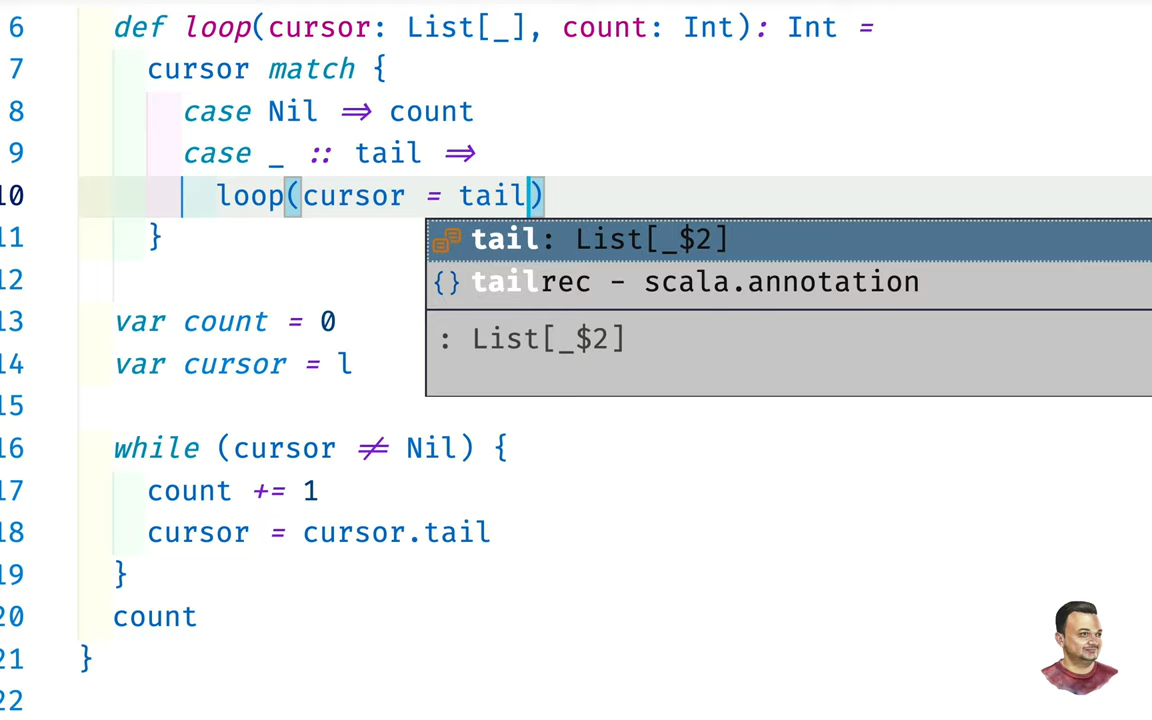 6 def loop(cursor: List[_], count: Int): Int =
7 cursor match {
8 case Nil ⇒ count
9 case _ :: tail ⇒
10 loop(cursor = tail)
11 }
tail: List[_$2]
12
{} tailrec - scala.annotation
13 var count = 0
: List[_$2]
14 var cursor = l
15
16 while (cursor ≠ Nil) {
17 count += 1
18 cursor = cursor.tail
19 }
20 count
21 }
22